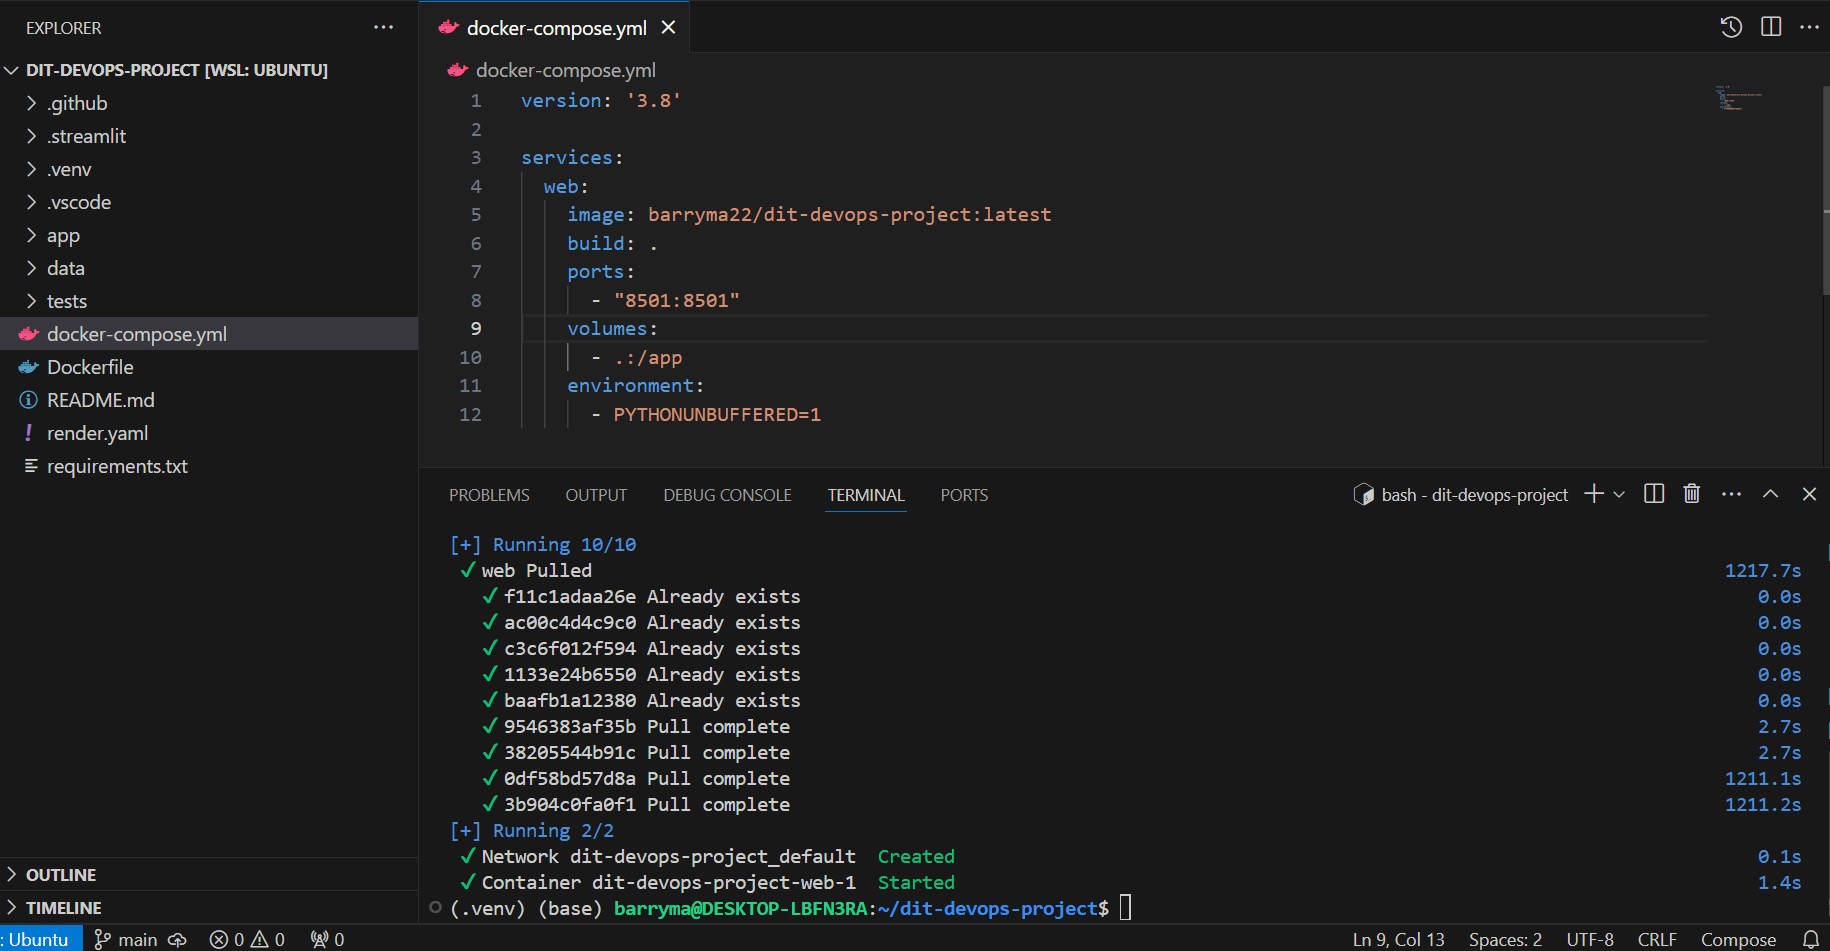 EXPLORER
DIT-DEVOPS-PROJECT [WSL: UBUNTU]
.github
.streamlit
.venv
.vscode
app
data
tests
docker-compose.yml
Dockerfile
README.md
render.yaml
requirements.txt
OUTLINE
TIMELINE
docker-compose.yml
docker-compose.yml
1 version: '3.8'
2
3 services:
4 web:
5 image: barryma22/dit-devops-project:latest
6 build: .
7 ports:
8 - "8501:8501"
9 volumes:
10 - .:/app
11 environment:
12 - PYTHONUNBUFFERED=1
PROBLEMS OUTPUT DEBUG CONSOLE TERMINAL PORTS bash - dit-devops-project
[+] Running 10/10
✓ web Pulled 1217.7s
✓ f11c1adaa26e Already exists 0.0s
✓ ac00c4d4c9c0 Already exists 0.0s
✓ c3c6f012f594 Already exists 0.0s
✓ 1133e24b6550 Already exists 0.0s
✓ baafb1a12380 Already exists 0.0s
✓ 9546383af35b Pull complete 2.7s
✓ 38205544b91c Pull complete 2.7s
✓ 0df58bd57d8a Pull complete 1211.1s
✓ 3b904c0fa0f1 Pull complete 1211.2s
[+] Running 2/2
✓ Network dit-devops-project_default Created 0.1s
✓ Container dit-devops-project-web-1 Started 1.4s
(.venv) (base) barryma@DESKTOP-LBFN3RA:~/dit-devops-project$
: Ubuntu main 0 0 0 Ln 9, Col 13 Spaces: 2 UTF-8 CRLF Compose